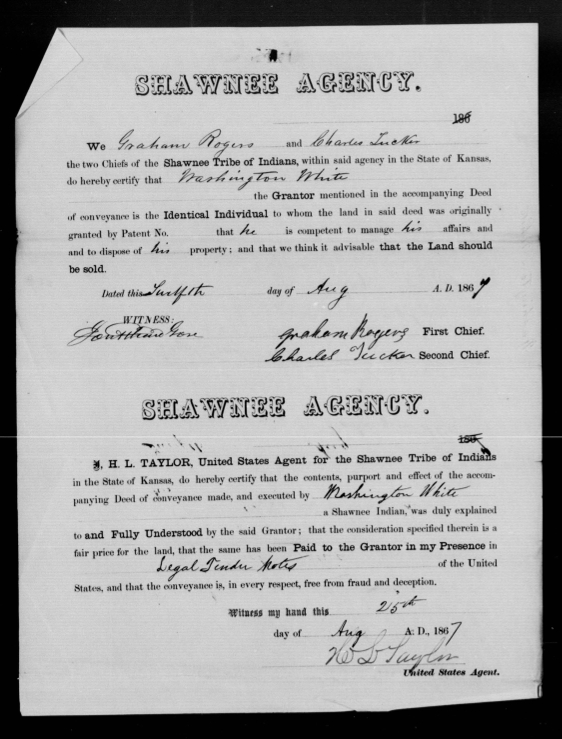 SHAWNEE AGENCY.
186
We Graham Rogers and Charles Tucker
the two Chiefs of the Shawnee Tribe of Indians, within said agency in the State of Kansas,
do hereby certify that Washington White
the Grantor mentioned in the accompanying Deed
of conveyance is the Identical Individual to whom the land in said deed was originally
granted by Patent No. that he is competent to manage his affairs and
and to dispose of his property; and that we think it advisable that the Land should
be sold.
Dated this day of Aug A. D. 1867
WITNESS:
Graham Rogers First Chief.
Charles Tucker Second Chief.
SHAWNEE AGENCY.
186
I, H. L. TAYLOR, United States Agent for the Shawnee Tribe of Indians
in the State of Kansas, do hereby certify that the contents, purport and effect of the accom-
panying Deed of conveyance made, and executed by Washington White
a Shawnee Indian, was duly explained
to and Fully Understood by the said Grantor; that the consideration specified therein is a
fair price for the land, that the same has been Paid to the Grantor in my Presence in
Legal Tender Notes of the United
States, and that the conveyance is, in every respect, free from fraud and deception.
Witness my hand this 25th
day of Aug A. D., 1867
H L Taylor
United States Agent.